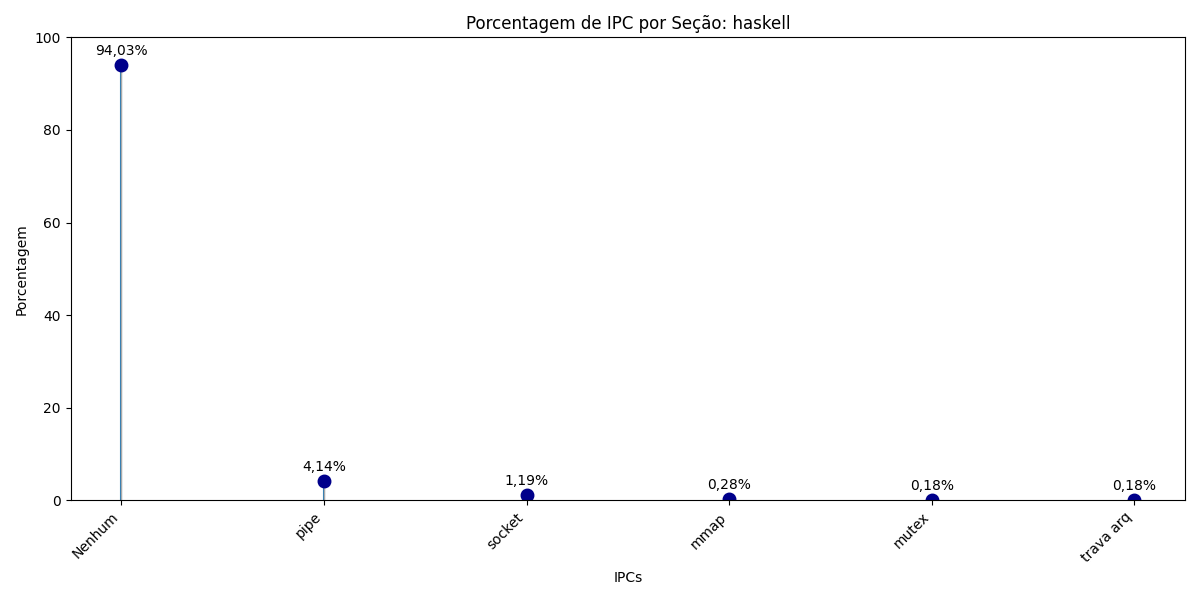 Porcentagem de IPC por Seção: haskell
100
80
60
40
20
0
Porcentagem
94,03%
4,14%
1,19%
0,28%
0,18%
0,18%
Nenhum
pipe
socket
mmap
mutex
trava arq
IPCs